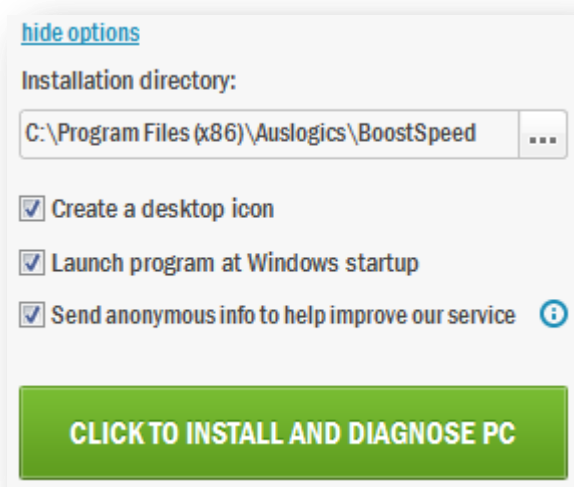 hide options
Installation directory:
C:\Program Files (x86)\Auslogics\BoostSpeed
...
Create a desktop icon
Launch program at Windows startup
Send anonymous info to help improve our service
CLICK TO INSTALL AND DIAGNOSE PC